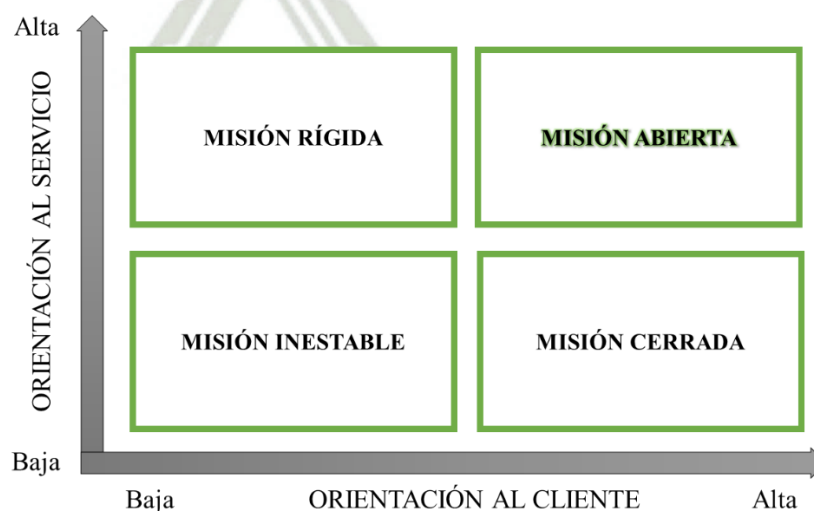 Alta
ORIENTACIÓN AL SERVICIO
MISIÓN RÍGIDA
MISIÓN ABIERTA
MISIÓN INESTABLE
MISIÓN CERRADA
Baja
Baja
ORIENTACIÓN AL CLIENTE
Alta